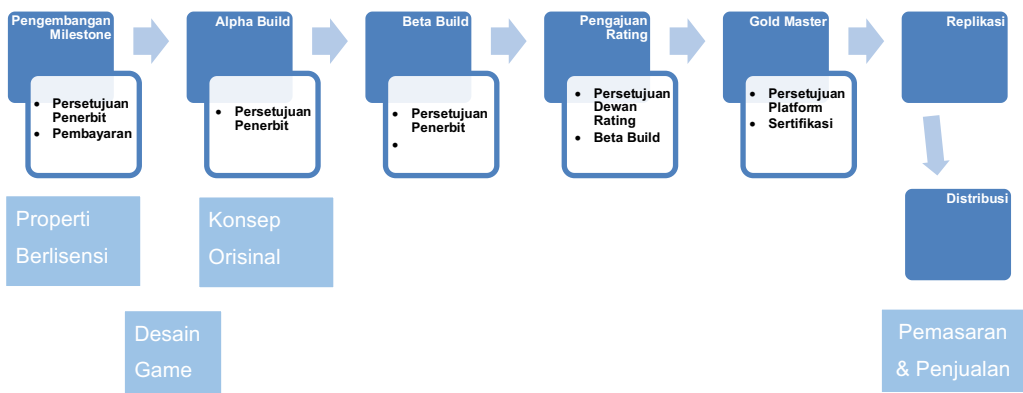 Pengembangan
Milestone
• Persetujuan
Penerbit
• Pembayaran
Alpha Build
• Persetujuan
Penerbit
Beta Build
• Persetujuan
Penerbit
•
Pengajuan
Rating
• Persetujuan
Dewan
Rating
• Beta Build
Gold Master
• Persetujuan
Platform
• Sertifikasi
Replikasi
Distribusi
Properti
Berlisensi
Konsep
Orisinal
Desain
Game
Pemasaran
& Penjualan